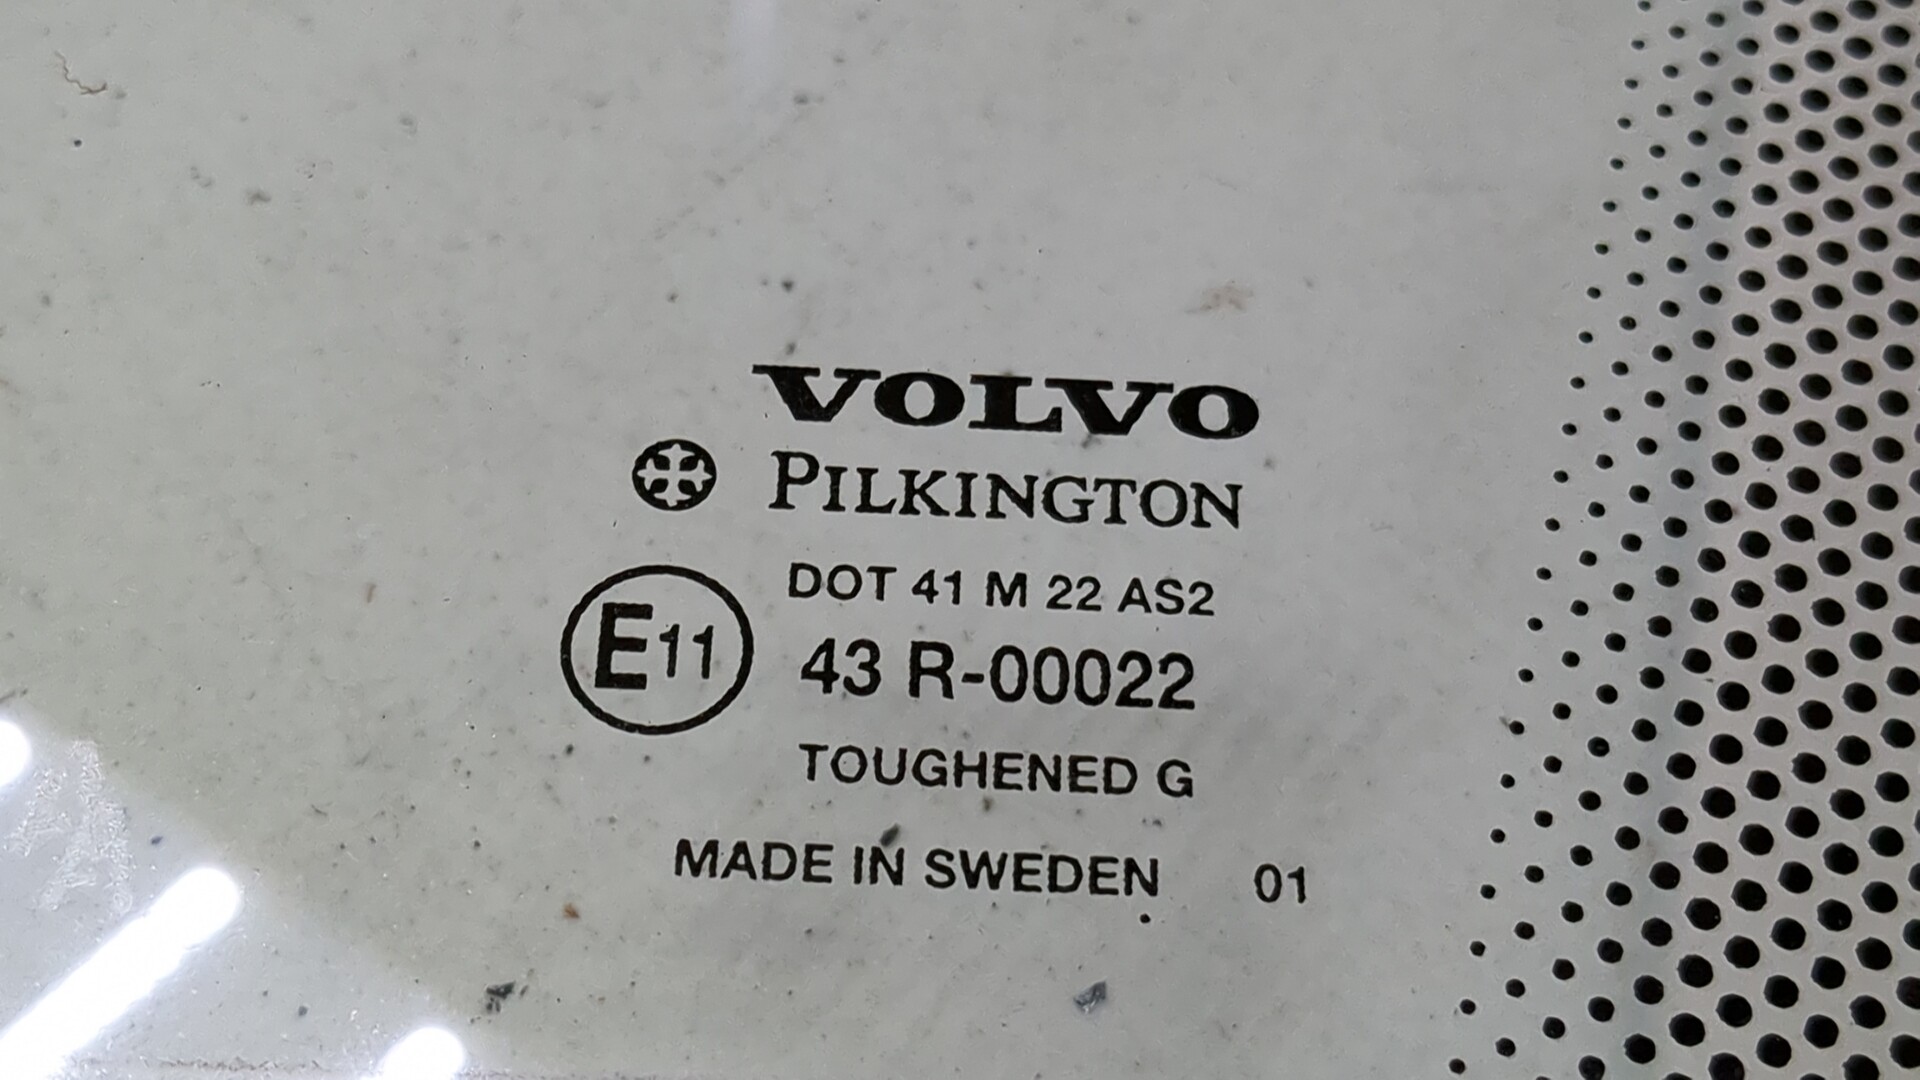 VOLVO
PILKINGTON
DOT 41 M 22 AS2
E11 43 R-00022
TOUGHENED G
MADE IN SWEDEN 01